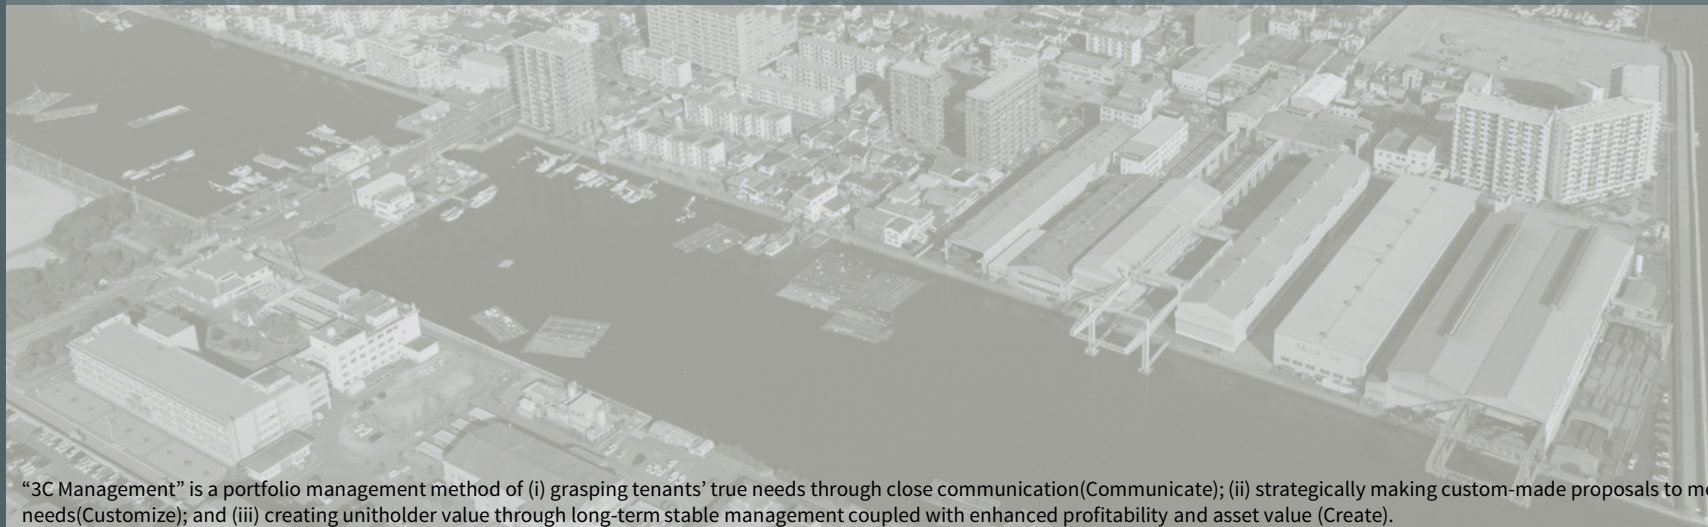 “3C Management” is a portfolio management method of (i) grasping tenants’ true needs through close communication(Communicate); (ii) strategically making custom-made proposals to
needs(Customize); and (iii) creating unitholder value through long-term stable management coupled with enhanced profitability and asset value (Create).